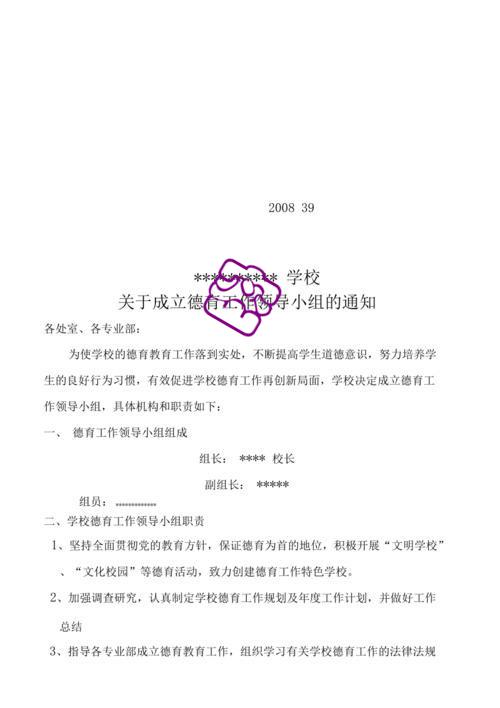 2008 39
********** 学校
关于成立德育工作领导小组的通知
各处室、各专业部：
为使学校的德育教育工作落到实处，不断提高学生道德意识，努力培养学
生的良好行为习惯，有效促进学校德育工作再创新局面，学校决定成立德育工
作领导小组，具体机构和职责如下：
一、 德育工作领导小组组成
组长： **** 校长
副组长： *****
组员： *************
二、学校德育工作领导小组职责
1、坚持全面贯彻党的教育方针，保证德育为首的地位，积极开展“文明学校”
、“文化校园”等德育活动，致力创建德育工作特色学校。
2、加强调查研究，认真制定学校德育工作规划及年度工作计划，并做好工作
总结
3、指导各专业部成立德育教育工作，组织学习有关学校德育工作的法律法规